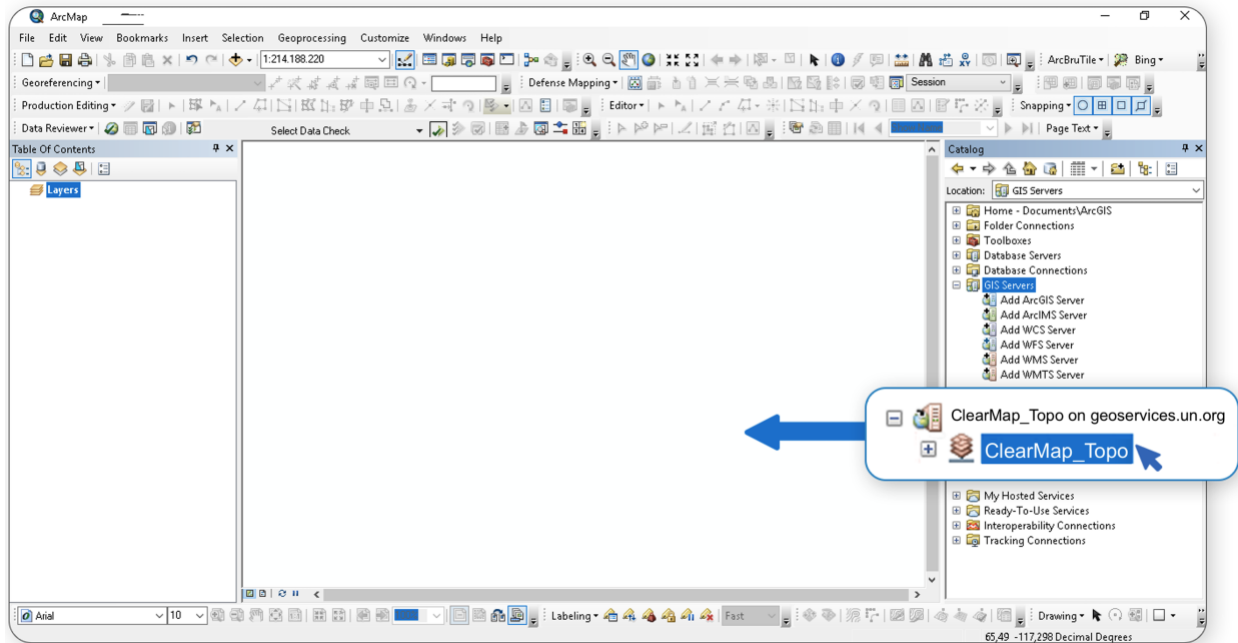 ArcMap
File Edit View Bookmarks Insert Selection Geoprocessing Customize Windows Help
1:214.188.220 ArcBruTile Bing
Georeferencing Defense Mapping Session
Production Editing Editor Snapping
Data Reviewer Select Data Check Page Text
Table Of Contents
Layers
Catalog
Location: GIS Servers
Home - Documents\ArcGIS
Folder Connections
Toolboxes
Database Servers
Database Connections
GIS Servers
Add ArcGIS Server
Add ArcIMS Server
Add WCS Server
Add WFS Server
Add WMS Server
Add WMTS Server
ClearMap_Topo on geoservices.un.org
ClearMap_Topo
My Hosted Services
Ready-To-Use Services
Interoperability Connections
Tracking Connections
Arial 10 Labeling Fast Drawing
65,49 -117,298 Decimal Degrees